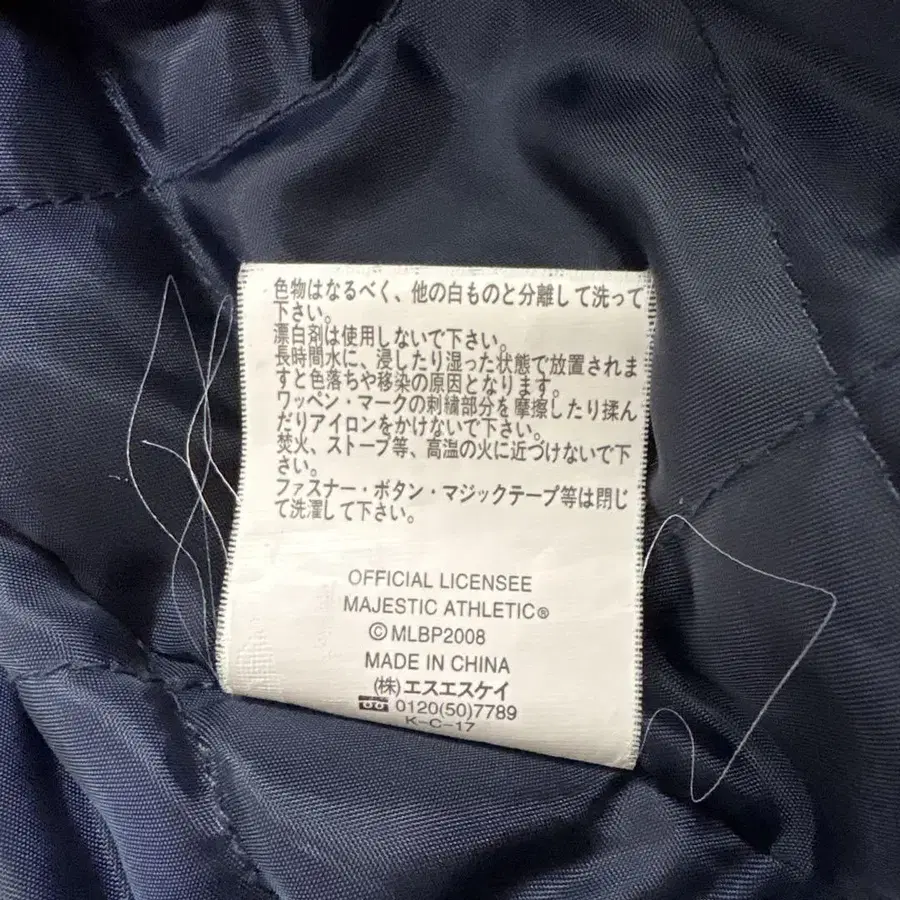 色物はなるべく、他の白ものと分離して洗って
下さい。
漂白剤は使用しないで下さい。
長時間水に、浸したり湿った状態で放置されま
すと色落ちや移染の原因となります。
ワッペン・マークの刺繍部分を摩擦したり揉ん
だりアイロンをかけないで下さい。
焚火、ストーブ等、高温の火に近づけないで下
さい。
ファスナー・ボタン・マジックテープ等は閉じ
て洗濯して下さい。
OFFICIAL LICENSEE
MAJESTIC ATHLETIC®
©MLBP2008
MADE IN CHINA
(株)エスエスケイ
0120(50)7789
K-C-17